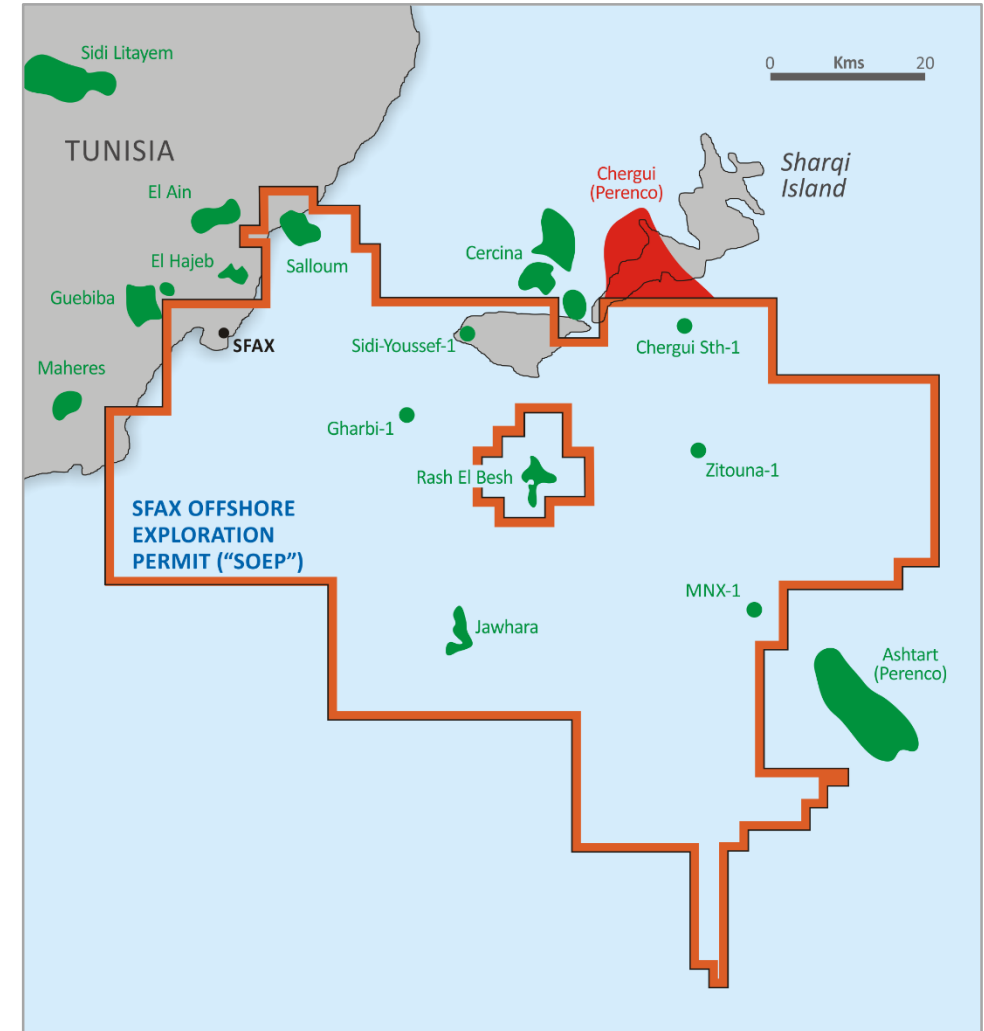 Sidi Litayem
0 Kms 20
TUNISIA
Sharqi
Island
Chergui
(Perenco)
El Ain
Cercina
El Hajeb
Salloum
Guebiba
SFAX
Sidi-Youssef-1
Chergui Sth-1
Maheres
Gharbi-1
Rash El Besh
Zitouna-1
SFAX OFFSHORE
EXPLORATION
PERMIT (“SOEP”)
MNX-1
Jawhara
Ashtart
(Perenco)